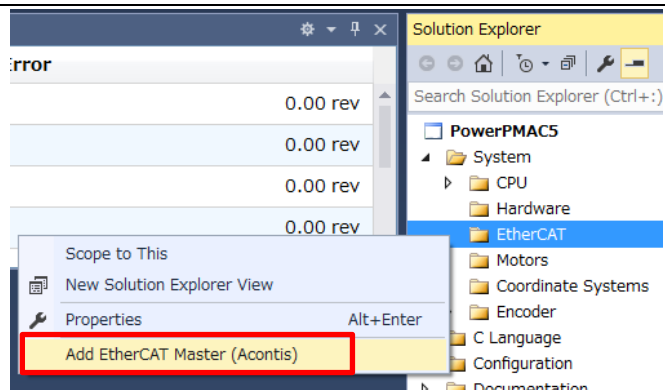 Solution Explorer
Error
Search Solution Explorer (Ctrl+:)
0.00 rev
0.00 rev
0.00 rev
0.00 rev
PowerPMAC5
System
CPU
Hardware
EtherCAT
Motors
Coordinate Systems
Encoder
C Language
Configuration
Documentation
Scope to This
New Solution Explorer View
Properties Alt+Enter
Add EtherCAT Master (Acontis)